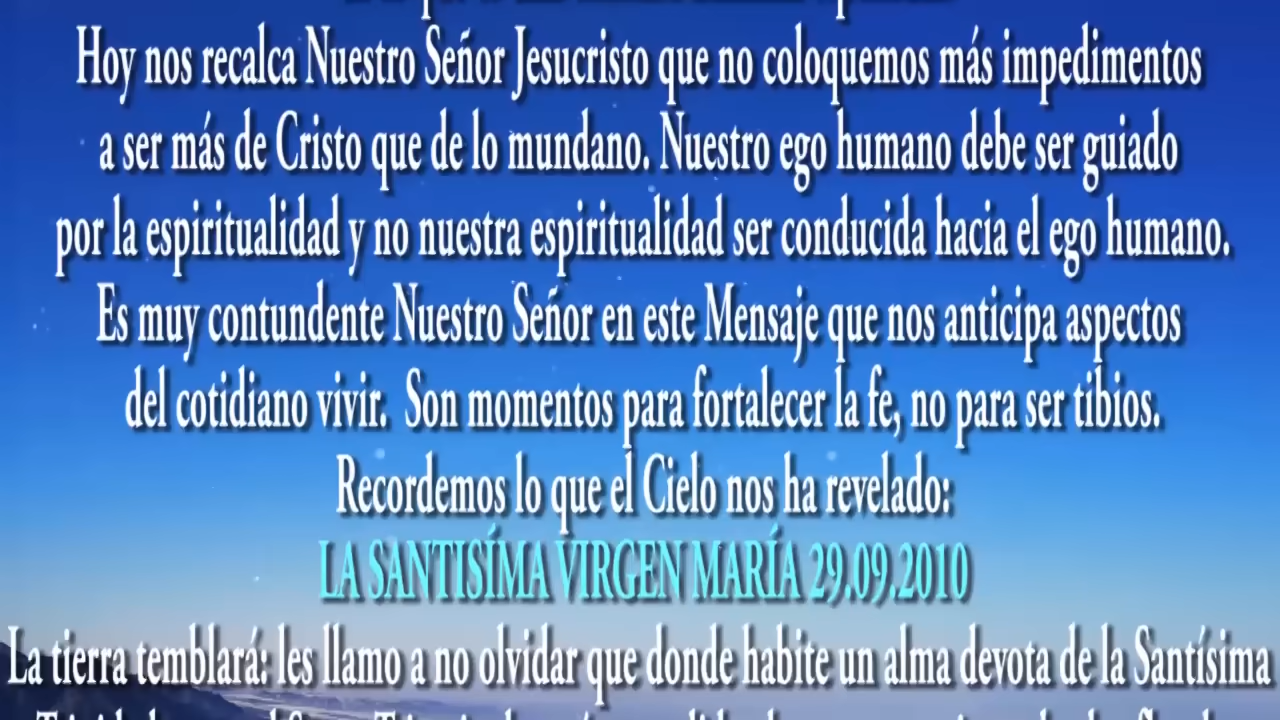 Hoy nos recalca Nuestro Señor Jesucristo que no coloquemos más impedimentos
a ser más de Cristo que de lo mundano. Nuestro ego humano debe ser guiado
por la espiritualidad y no nuestra espiritualidad ser conducida hacia el ego humano.
Es muy contundente Nuestro Señor en este Mensaje que nos anticipa aspectos
del cotidiano vivir. Son momentos para fortalecer la fe, no para ser tibios.
Recordemos lo que el Cielo nos ha revelado:
LA SANTISÍMA VIRGEN MARÍA 29.09.2010
La tierra temblará: les llamo a no olvidar que donde habite un alma devota de la Santísima